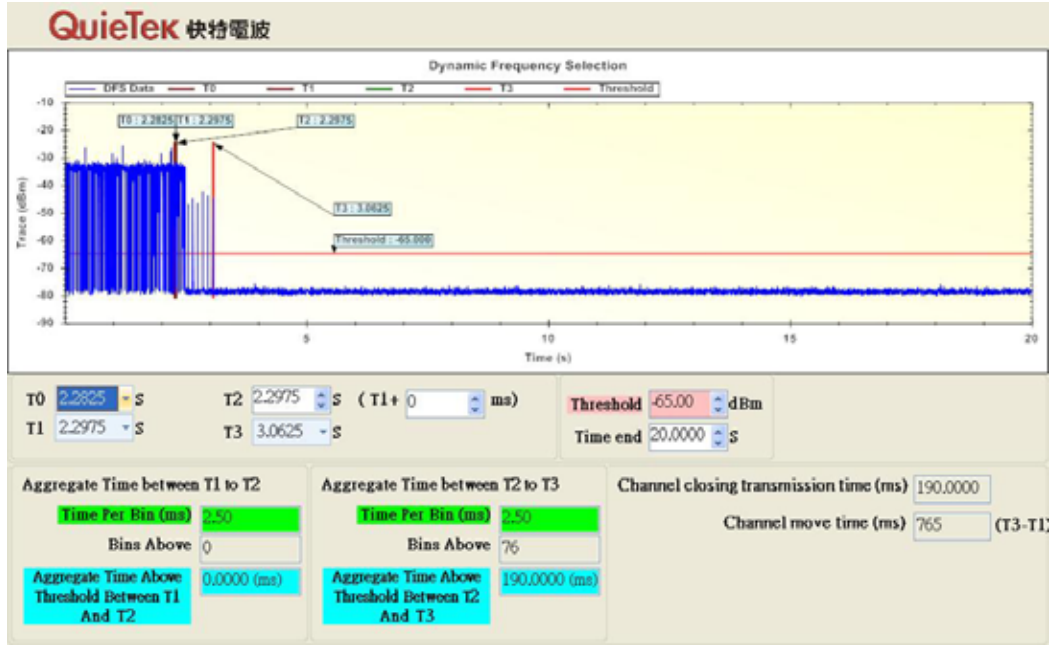 QuieTek 快特電波
Dynamic Frequency Selection
DFS Data T0 T1 T2 T3 Threshold
-10
-20
-30
-40
-50
-60
-70
-80
-90
Trace (dBm)
T0 : 2.2825 T1 : 2.2975 T2 : 2.2975
T3 : 3.0625
Threshold : -65.000
5 10 15 20
Time (s)
T0 2.2825 S T2 2.2975 S ( T1+ 0 ms)
T1 2.2975 S T3 3.0625 S
Threshold -65.00 dBm
Time end 20.0000 S
Aggregate Time between T1 to T2
Time Per Bin (ms) 2.50
Bins Above 0
Aggregate Time Above
Threshold Between T1
And T2
0.0000 (ms)
Aggregate Time between T2 to T3
Time Per Bin (ms) 2.50
Bins Above 76
Aggregate Time Above
Threshold Between T2
And T3
190.0000 (ms)
Channel closing transmission time (ms) 190.0000
Channel move time (ms) 765 (T3-T1)